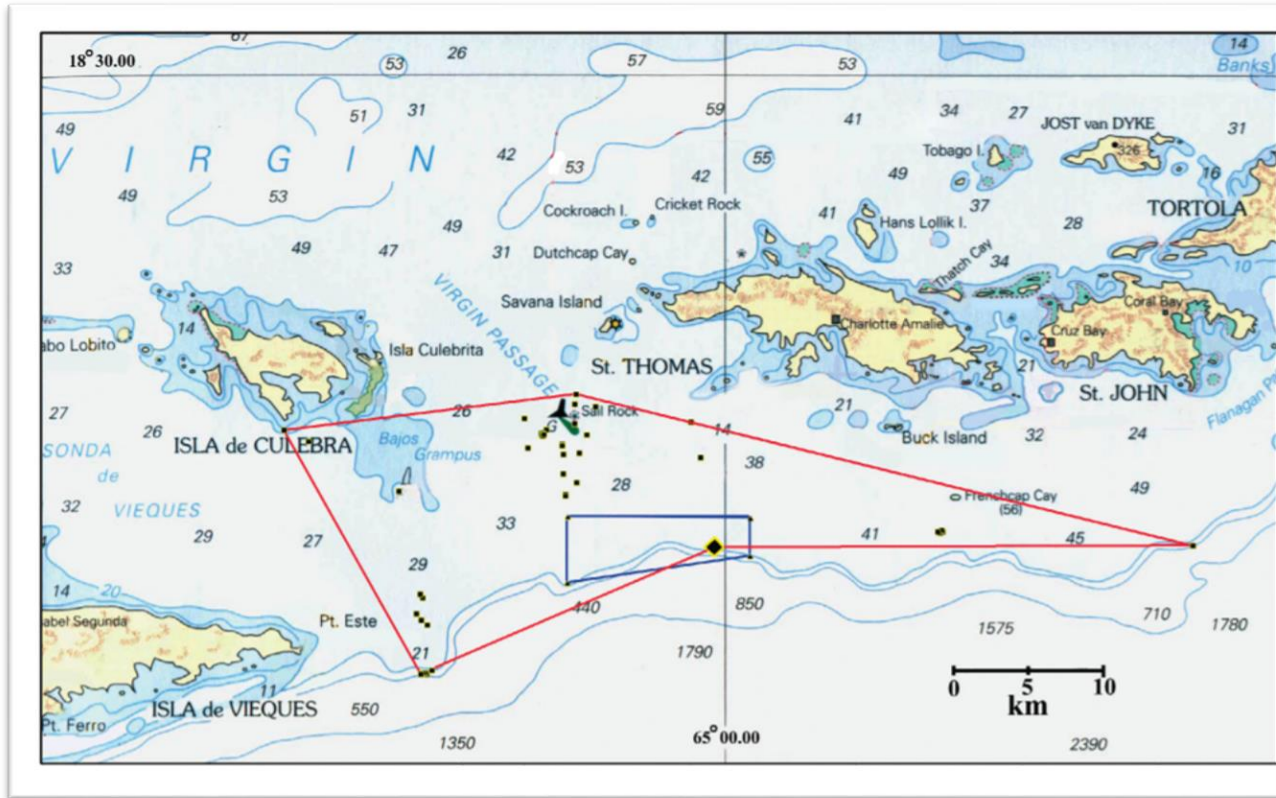 67
26
53
57
53
14
Banks
18° 30.00
49
51
31
59
41
34
27
JOST van DYKE
326
31
V I R G I N
42
53
55
42
49
Tobago I.
16
49
53
Cockroach I.
Cricket Rock
41
37
28
TORTOLA
49
47
49
31
Hans Lollik I.
33
Dutchcap Cay
Thatch Cay
34
10
VIRGIN PASSAGE
Savana Island
Coral Bay
14
Charlotte Amalie
Cruz Bay
abo Lobito
Isla Culebrita
St. THOMAS
21
St. JOHN
27
26
26
Sail Rock
G
21
Flanagan
ISLA de CULEBRA
Bajos
Grampus
14
Buck Island
32
24
SONDA
de
VIEQUES
38
32
28
49
Frenchcap Cay
(56)
29
27
33
41
45
29
14
20
440
850
710
abel Segunda
Pt. Este
1575
1780
21
1790
11
0
5
10
km
ISLA de VIEQUES
550
Pt. Ferro
1350
65° 00.00
2390